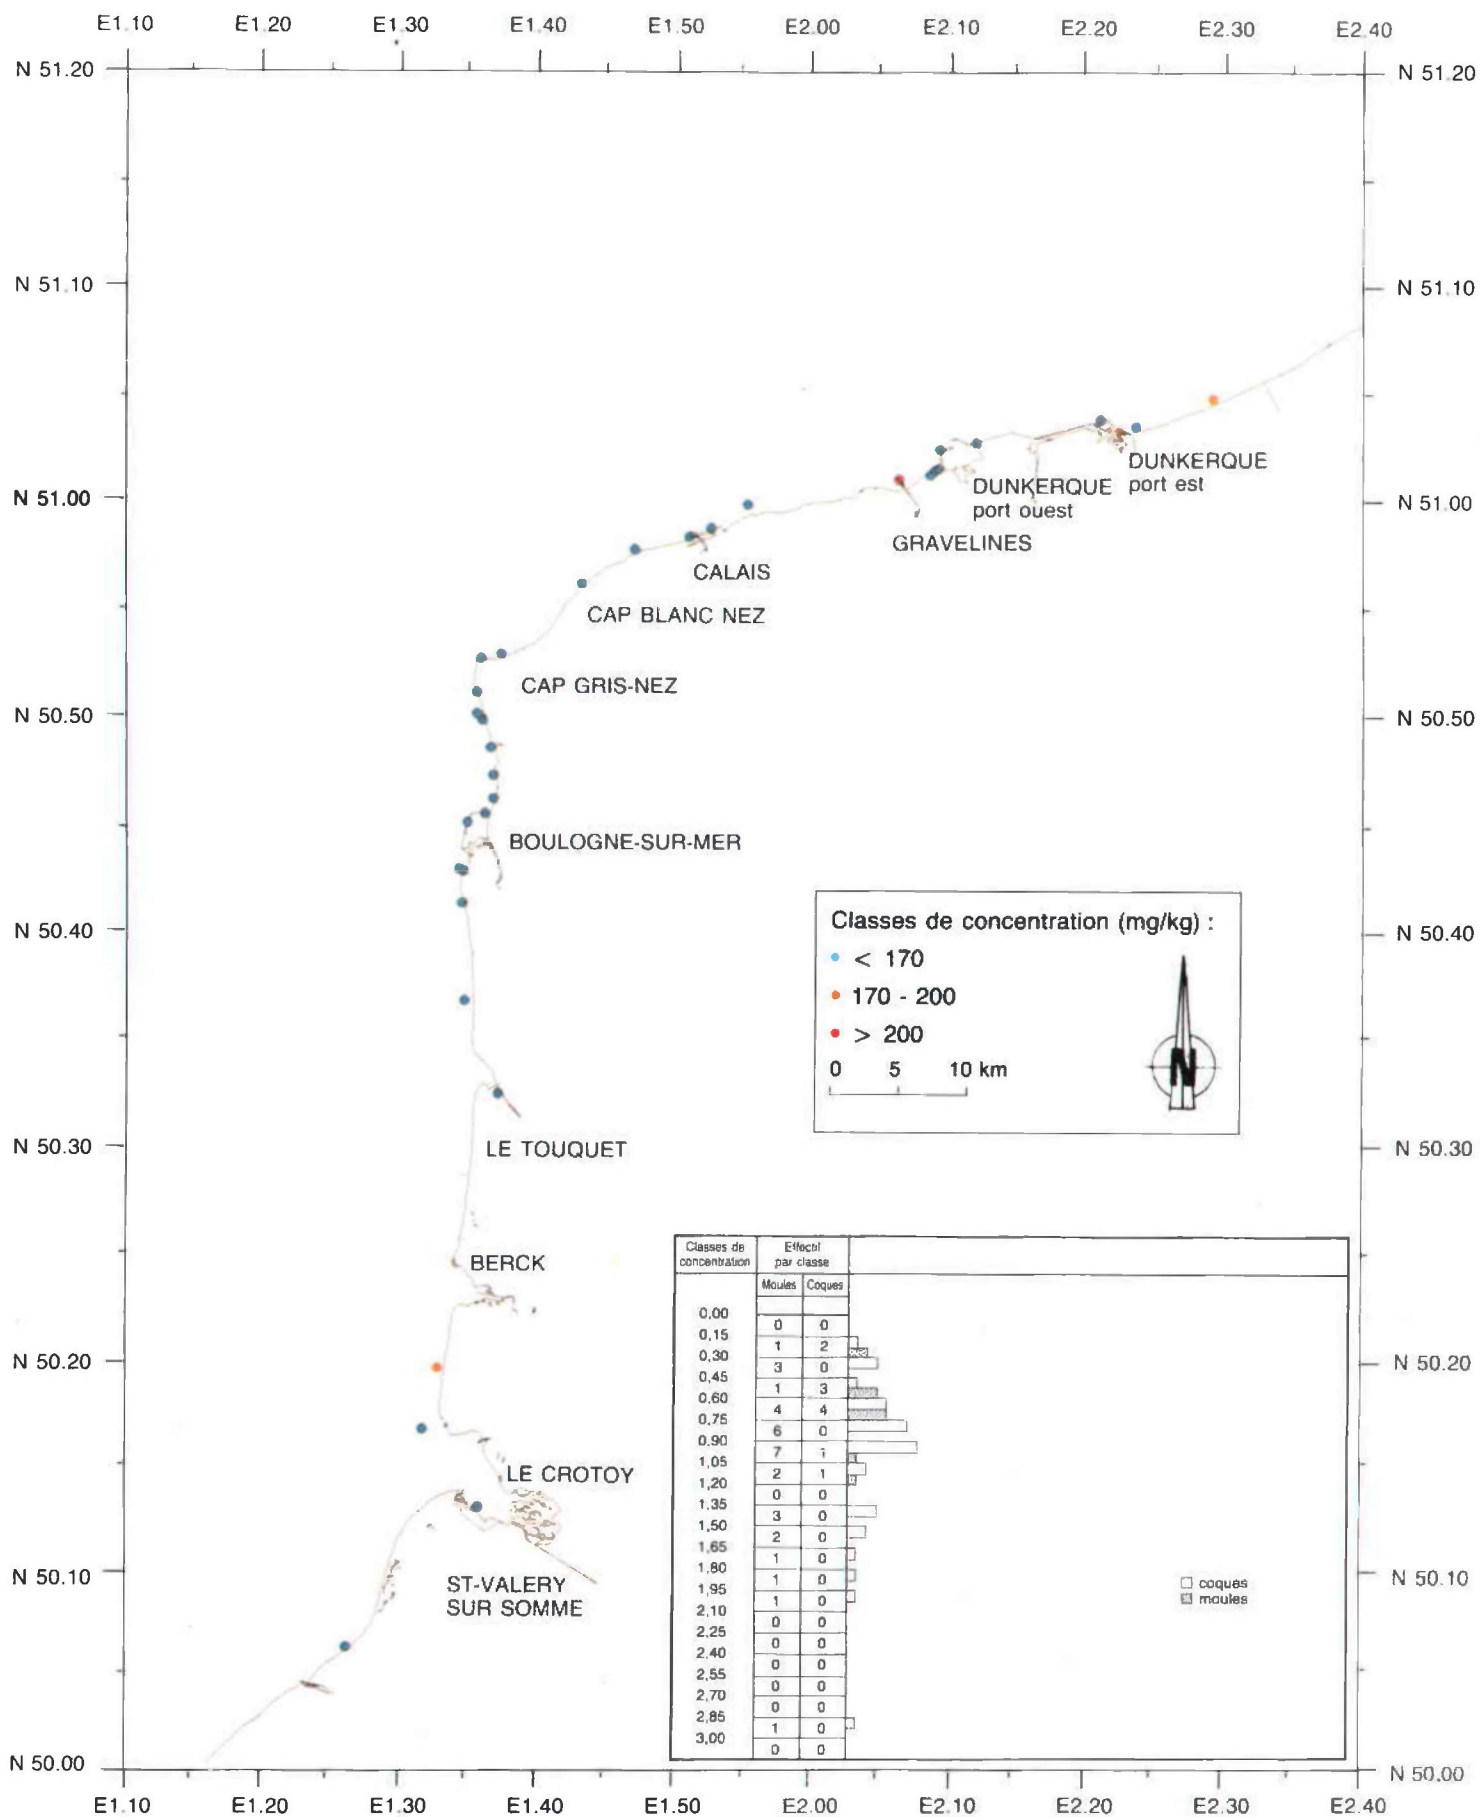 E1.10 E1.20 E1.30 E1.40 E1.50 E2.00 E2.10 E2.20 E2.30 E2.40
N 51.20 N 51.20
N 51.10 N 51.10
DUNKERQUE
port est
DUNKERQUE
port ouest
N 51.00 N 51.00
GRAVELINES
CALAIS
CAP BLANC NEZ
CAP GRIS-NEZ
N 50.50 N 50.50
BOULOGNE-SUR-MER
Classes de concentration (mg/kg) :
< 170
170 - 200
> 200
0 5 10 km
N
N 50.40 N 50.40
N 50.30 N 50.30
LE TOUQUET
BERCK
N 50.20 N 50.20
LE CROTOY
ST-VALERY
SUR SOMME
N 50.10 N 50.10
Classes de concentration Effectif par classe
Moules Coques
0,00
0 0
0,15
1 2
0,30
3 0
0,45
1 3
0,60
4 4
0,75
6 0
0,90
7 1
1,05
2 1
1,20
0 0
1,35
3 0
1,50
2 0
1,65
1 0
1,80
1 0
1,95
1 0
2,10
0 0
2,25
0 0
2,40
0 0
2,55
0 0
2,70
0 0
2,85
1 0
3,00
0 0
coques
moules
N 50.00 N 50.00
E1.10 E1.20 E1.30 E1.40 E1.50 E2.00 E2.10 E2.20 E2.30 E2.40